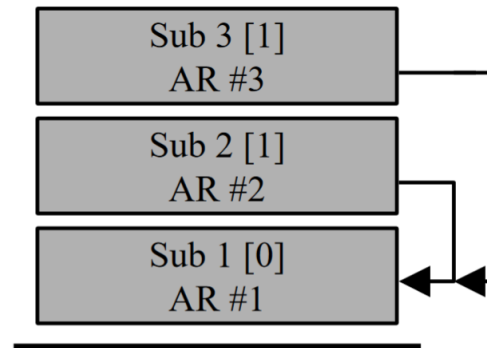 Sub 3 [1]
AR #3
Sub 2 [1]
AR #2
Sub 1 [0]
AR #1